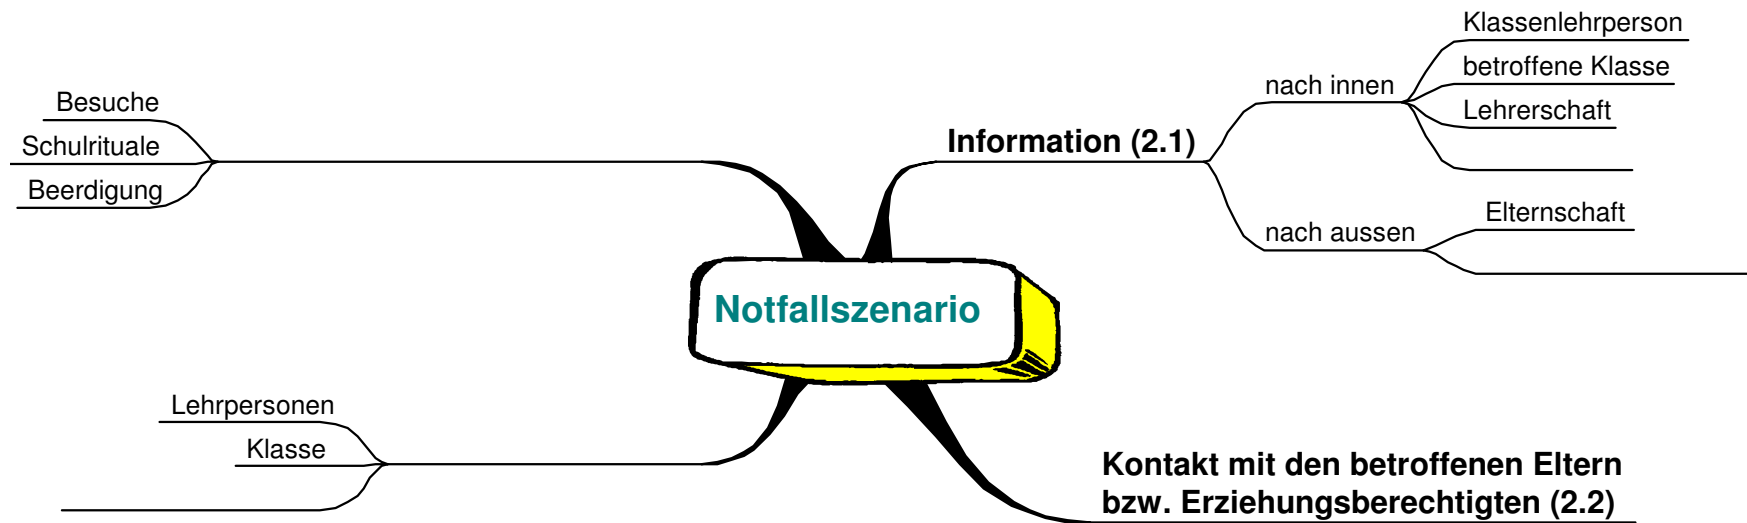 Notfallszenario
Information (2.1)
nach innen
Klassenlehrperson
betroffene Klasse
Lehrerschaft
nach aussen
Elternschaft
Kontakt mit den betroffenen Eltern
bzw. Erziehungsberechtigten (2.2)
Lehrpersonen
Klasse
Besuche
Schulrituale
Beerdigung